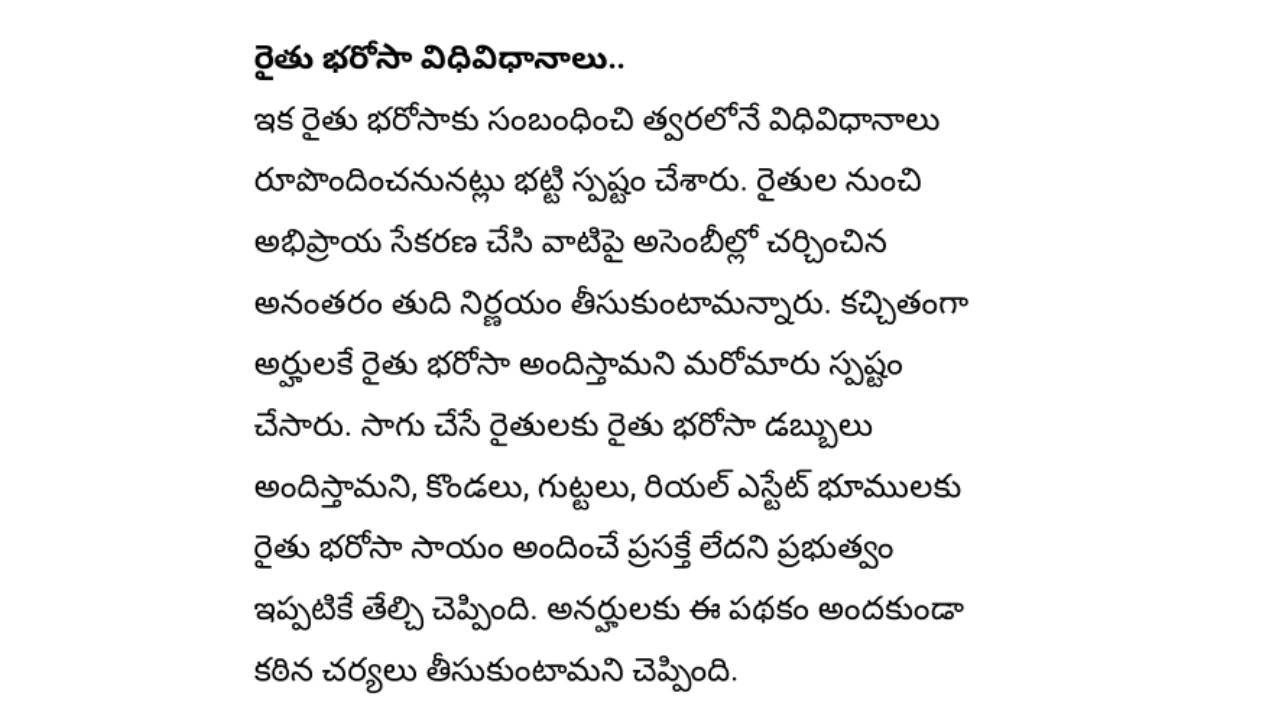 రైతు భరోసా విధివిధానాలు..
ఇక రైతు భరోసాకు సంబంధించి త్వరలోనే విధివిధానాలు
రూపొందించనునట్లు భట్టి స్పష్టం చేశారు. రైతుల నుంచి
అభిప్రాయ సేకరణ చేసి వాటిపై అసెంబీల్లో చర్చించిన
అనంతరం తుది నిర్ణయం తీసుకుంటామన్నారు. కచ్చితంగా
అర్హులకే రైతు భరోసా అందిస్తామని మరోమారు స్పష్టం
చేసారు. సాగు చేసే రైతులకు రైతు భరోసా డబ్బులు
అందిస్తామని, కొండలు, గుట్టలు, రియల్ ఎస్టేట్ భూములకు
రైతు భరోసా సాయం అందించే ప్రసక్తే లేదని ప్రభుత్వం
ఇప్పటికే తేల్చి చెప్పింది. అనర్హులకు ఈ పథకం అందకుండా
కఠిన చర్యలు తీసుకుంటామని చెప్పింది.